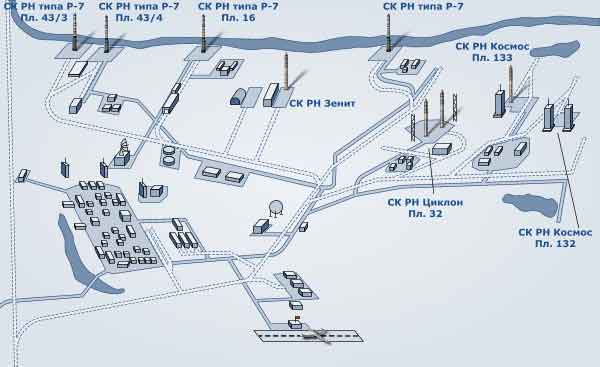 СК РН типа Р-7
Пл. 43/3
СК РН типа Р-7
Пл. 43/4
СК РН типа Р-7
Пл. 16
СК РН типа Р-7
СК РН Космос
Пл. 133
СК РН Зенит
СК РН Циклон
Пл. 32
СК РН Космос
Пл. 132